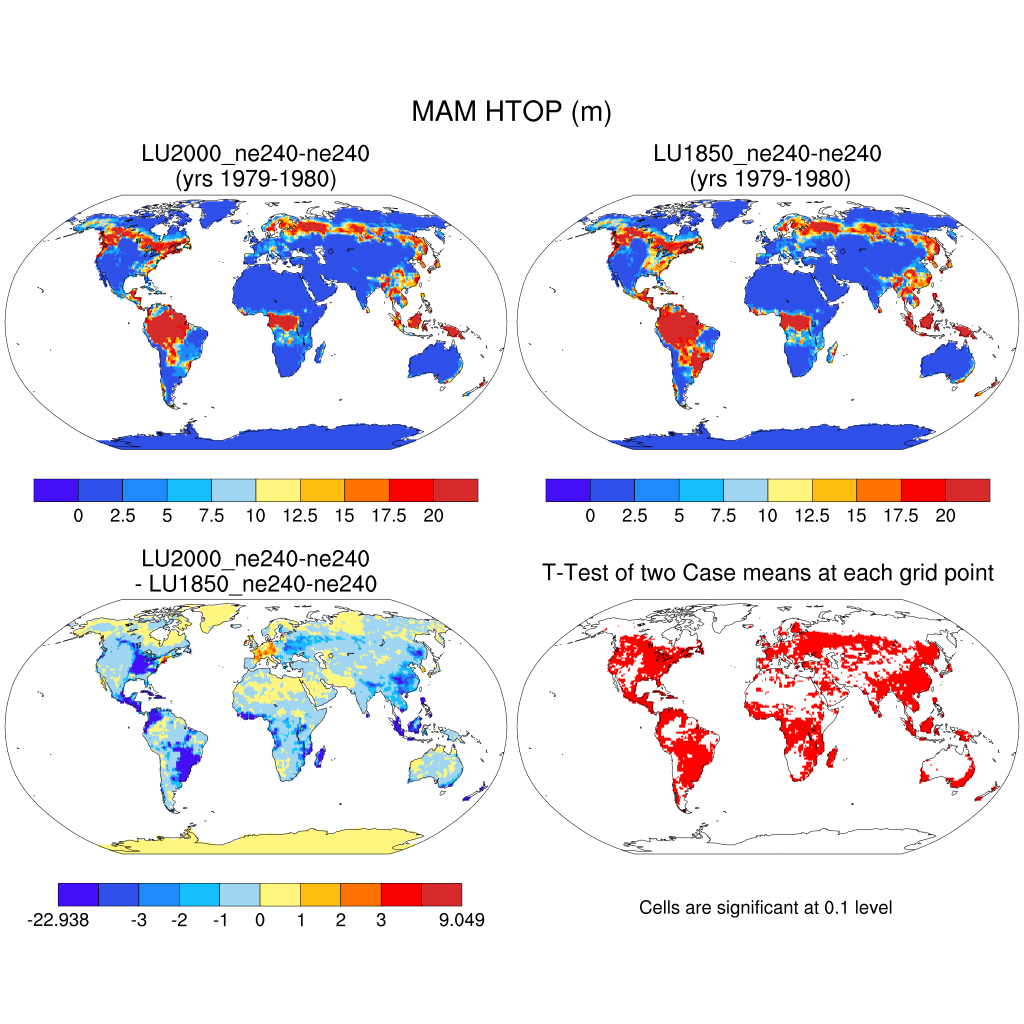 MAM HTOP (m)
LU2000_ne240-ne240
(yrs 1979-1980)
LU1850_ne240-ne240
(yrs 1979-1980)
0 2.5 5 7.5 10 12.5 15 17.5 20
0 2.5 5 7.5 10 12.5 15 17.5 20
LU2000_ne240-ne240
- LU1850_ne240-ne240
T-Test of two Case means at each grid point
-22.938 -3 -2 -1 0 1 2 3 9.049
Cells are significant at 0.1 level